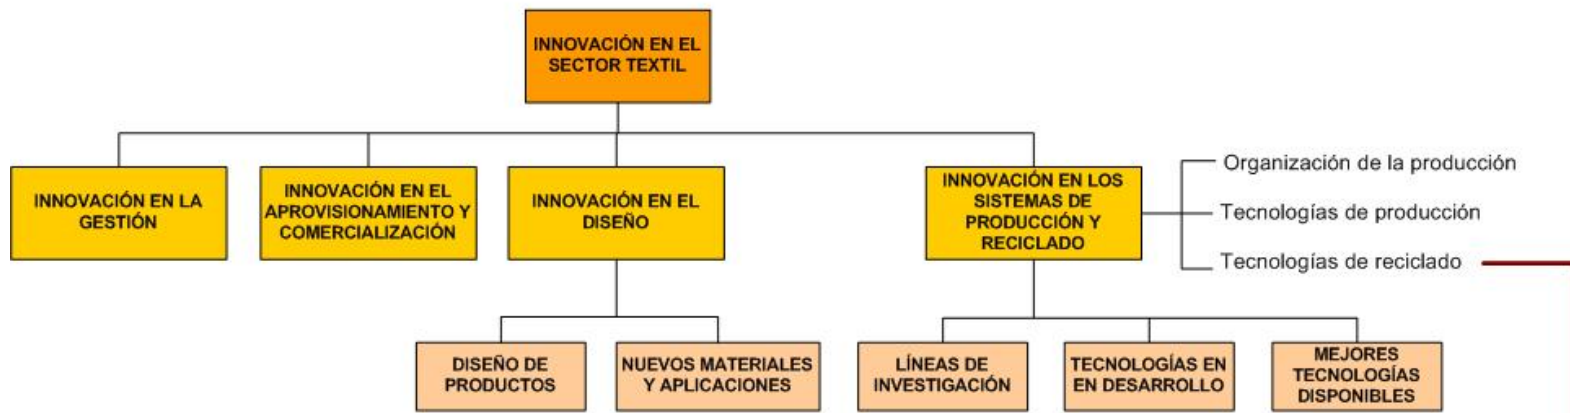 INNOVACIÓN EN EL
SECTOR TEXTIL
INNOVACIÓN EN LA
GESTIÓN
INNOVACIÓN EN EL
APROVISIONAMIENTO Y
COMERCIALIZACIÓN
INNOVACIÓN EN EL
DISEÑO
INNOVACIÓN EN LOS
SISTEMAS DE
PRODUCCIÓN Y
RECICLADO
Organización de la producción
Tecnologías de producción
Tecnologías de reciclado
DISEÑO DE
PRODUCTOS
NUEVOS MATERIALES
Y APLICACIONES
LÍNEAS DE
INVESTIGACIÓN
TECNOLOGÍAS EN
EN DESARROLLO
MEJORES
TECNOLOGÍAS
DISPONIBLES